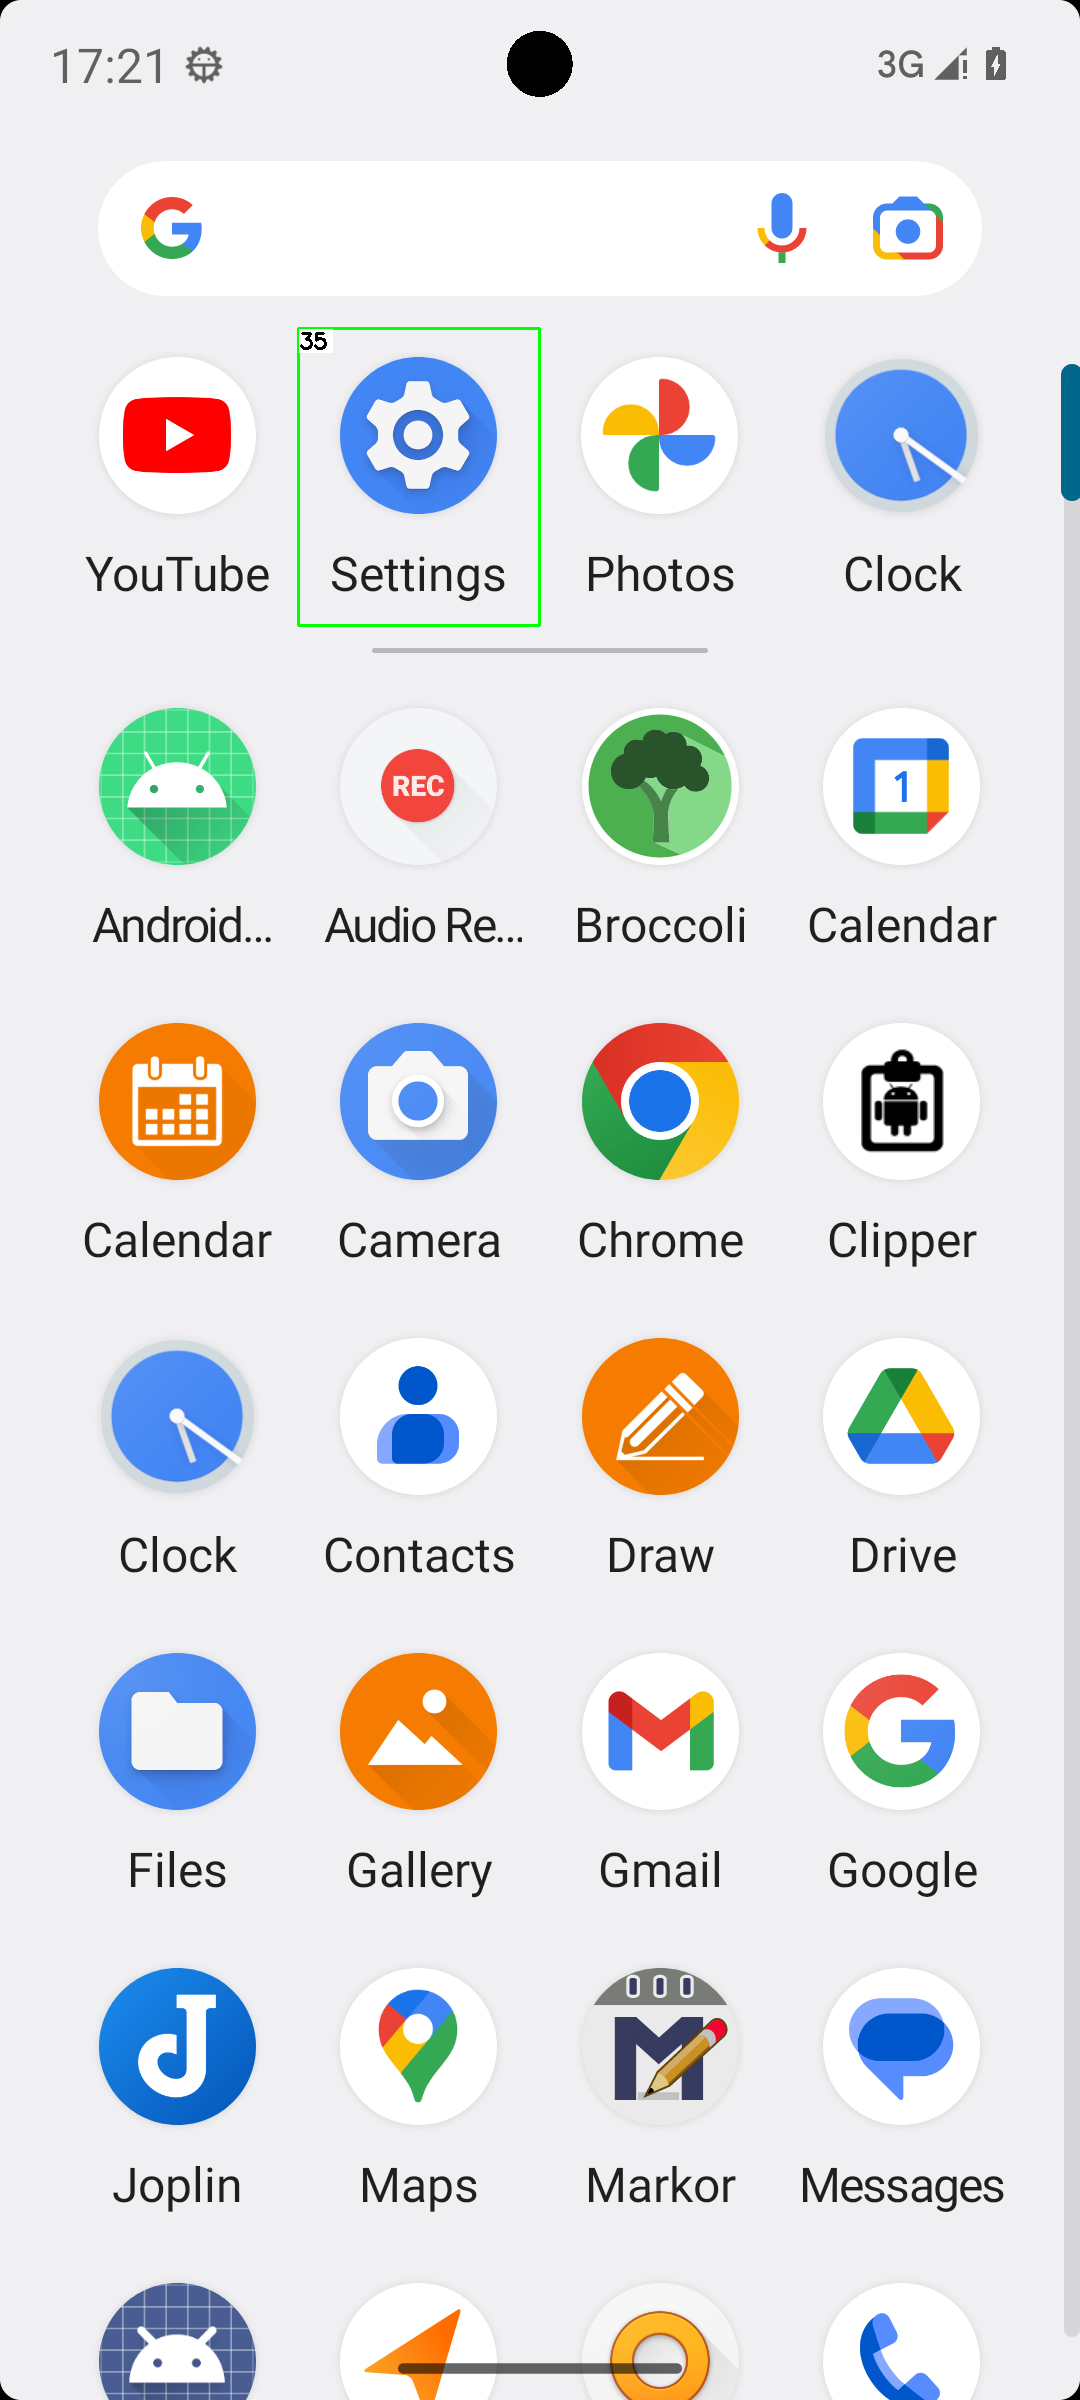 17:21
3G
35
YouTube
Settings
Photos
Clock
REC
1
Android...
Audio Re...
Broccoli
Calendar
Calendar
Camera
Chrome
Clipper
Clock
Contacts
Draw
Drive
Files
Gallery
Gmail
Google
Joplin
Maps
Markor
Messages